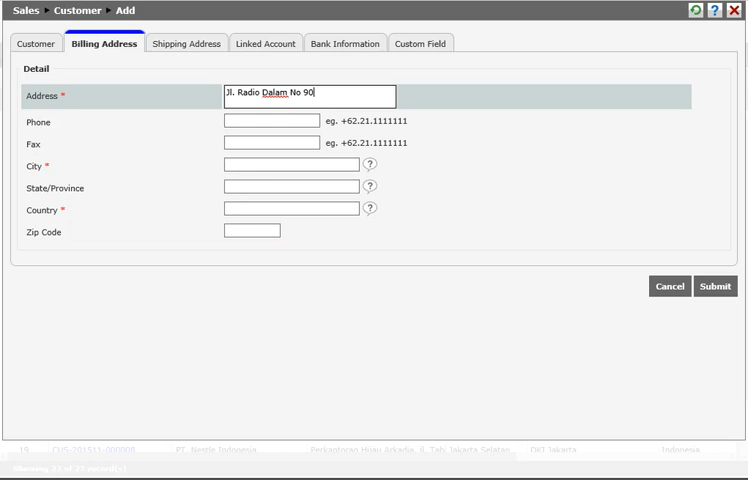 Sales ▸ Customer ▸ Add
?
Customer Billing Address Shipping Address Linked Account Bank Information Custom Field
Detail
Address * Jl. Radio Dalam No 90
Phone eg. +62.21.1111111
Fax eg. +62.21.1111111
City * ?
State/Province ?
Country * ?
Zip Code
Cancel Submit
19 CHS-201511-000008 PT. Nestle Indonesia Perkantoran Hijau Arkadia, Jl. Tahi Jakarta Selatan DKI Jakarta Indonesia
Showing 22 of 22 record(s)